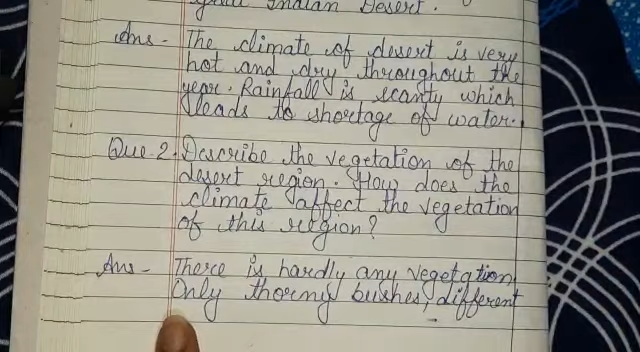 Indian Desert.
Ans - The climate of desert is very
hot and dry throughout the
year. Rainfall is scanty which
leads to shortage of water.
Que. 2. Describe the vegetation of the
desert region. How does the
climate affect the vegetation
of this region?
Ans - There is hardly any vegetation
Only thorny bushes, different